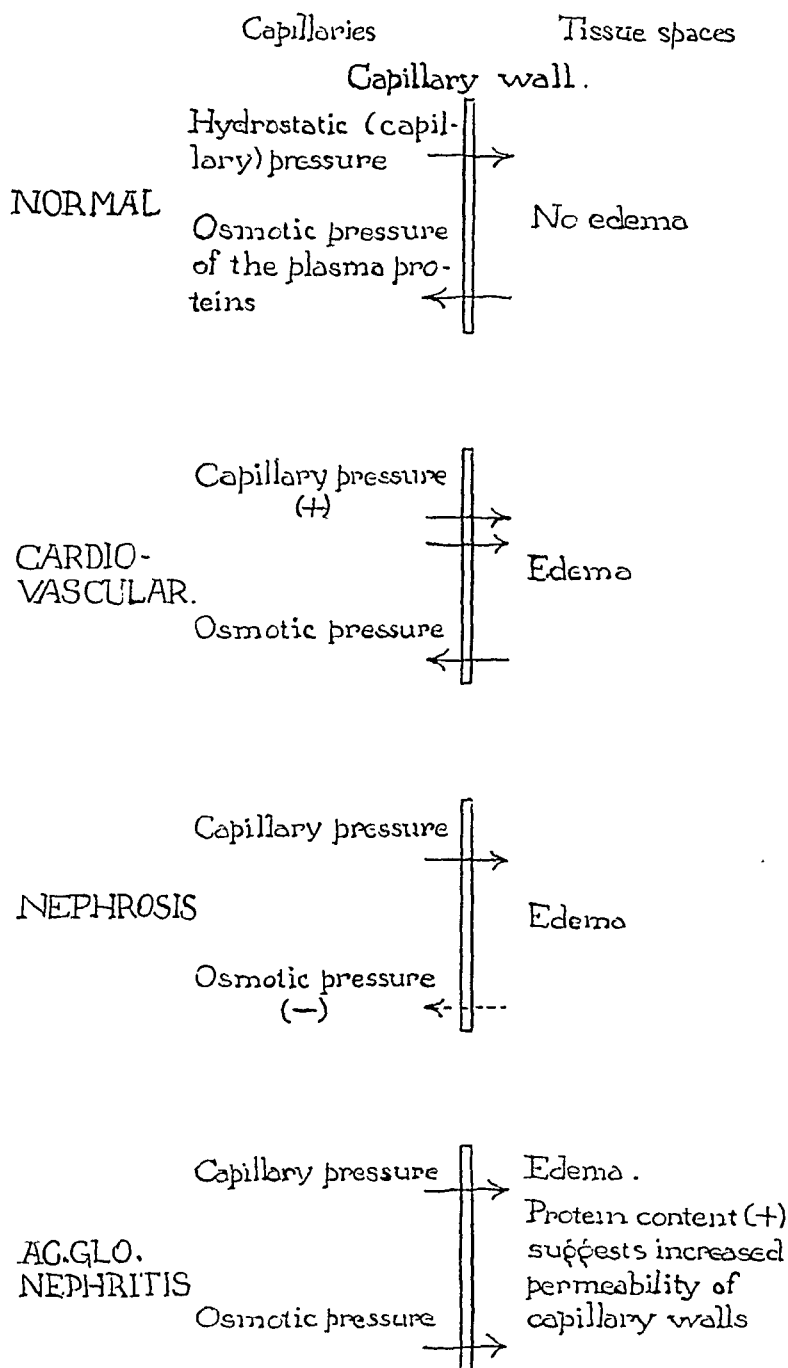 Capillaries
Tissue spaces
Capillary wall.
NORMAL
Hydrostatic (capil-
lary) pressure
Osmotic pressure
of the plasma pro-
teins
No edema
CARDIO-
VASCULAR.
Capillary pressure
(+)
Osmotic pressure
Edema
NEPHROSIS
Capillary pressure
Osmotic pressure
(—)
Edema
AC.GLO.
NEPHRITIS
Capillary pressure
Osmotic pressure
Edema.
Protein content (+)
suggests increased
permeability of
capillary walls